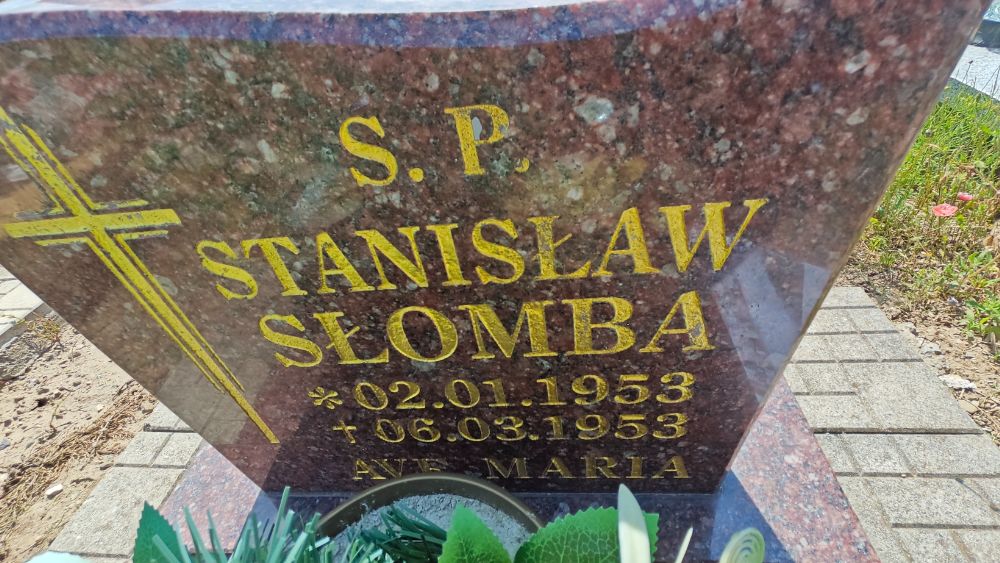 S. P.
STANISŁAW
SŁOMBA
* 02.01.1953
+ 06.03.1953
AVE MARIA